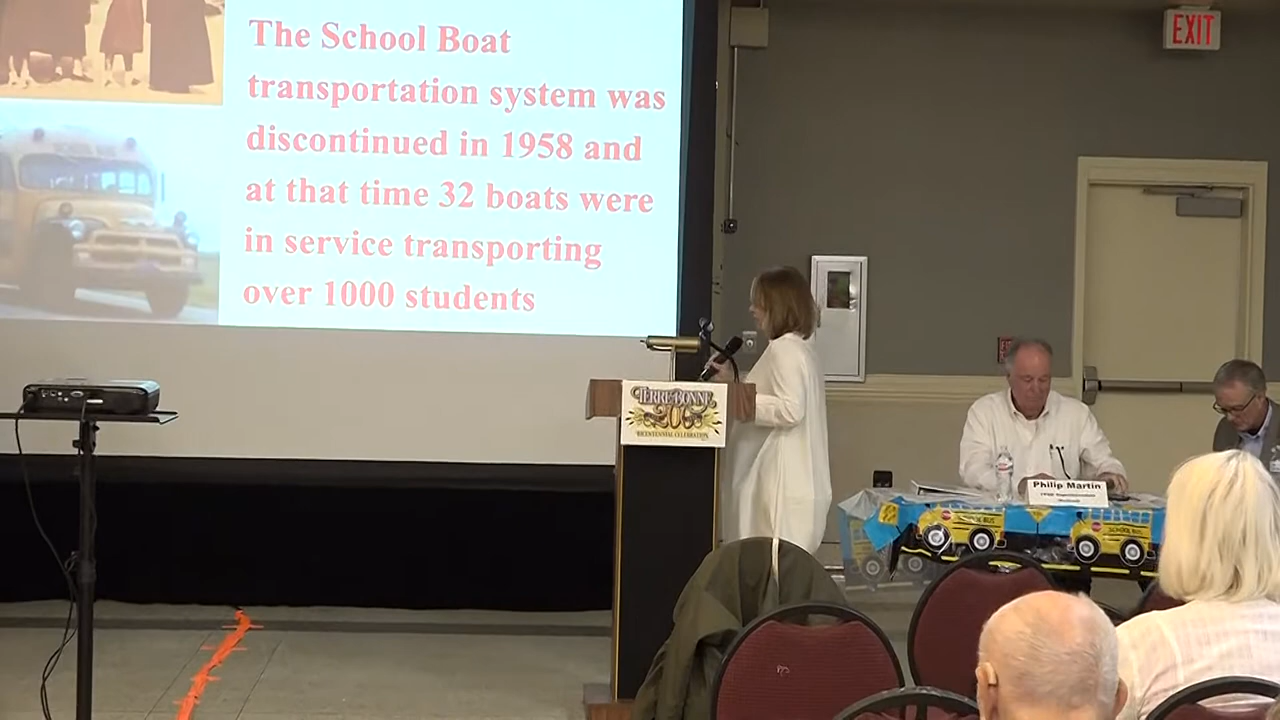 The School Boat
transportation system was
discontinued in 1958 and
at that time 32 boats were
in service transporting
over 1000 students
EXIT
TERREBONNE
200
BICENTENNIAL CELEBRATION
Philip Martin
SCHOOL BUS
SCHOOL BUS